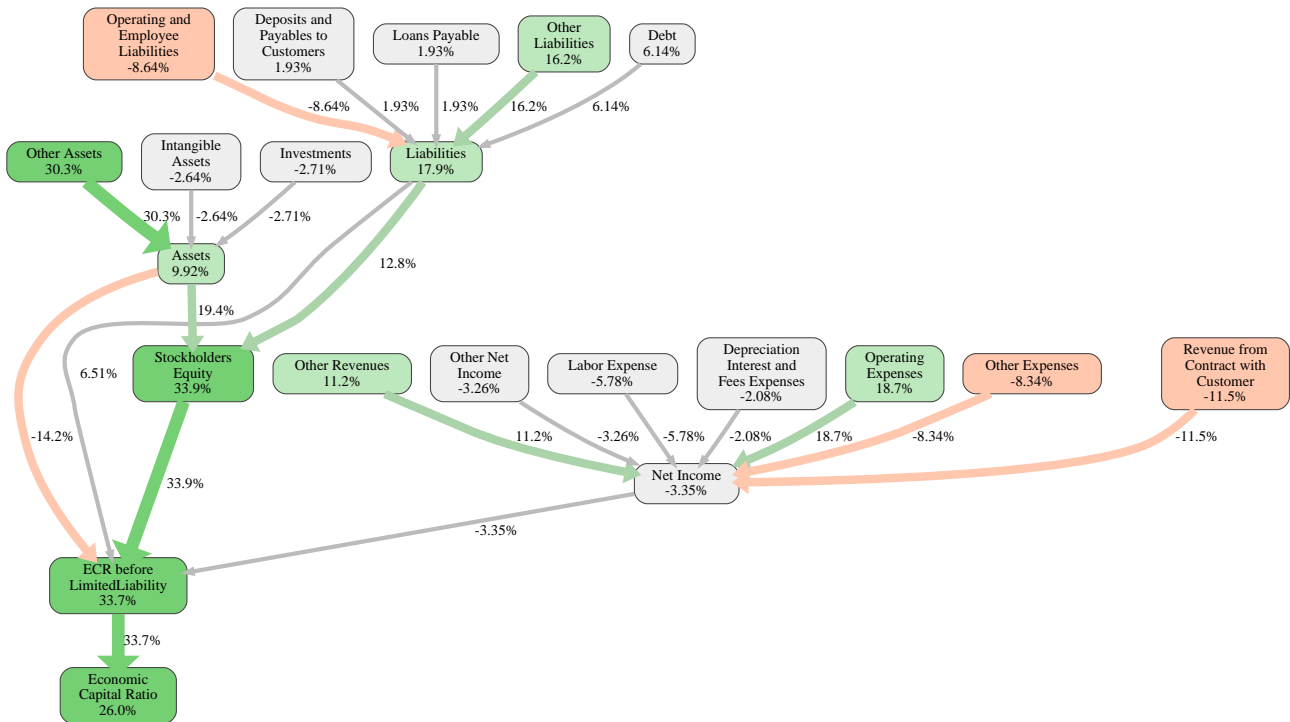 Operating and
Employee
Liabilities
-8.64%
Deposits and
Payables to
Customers
1.93%
Loans Payable
1.93%
Other
Liabilities
16.2%
Debt
6.14%
-8.64%
1.93%
1.93%
16.2%
6.14%
Other Assets
30.3%
Intangible
Assets
-2.64%
Investments
-2.71%
Liabilities
17.9%
30.3%
-2.64%
-2.71%
Assets
9.92%
12.8%
19.4%
Stockholders
Equity
33.9%
Other Revenues
11.2%
Other Net
Income
-3.26%
Labor Expense
-5.78%
Depreciation
Interest and
Fees Expenses
-2.08%
Operating
Expenses
18.7%
Other Expenses
-8.34%
Revenue from
Contract with
Customer
-11.5%
6.51%
-14.2%
11.2%
-3.26%
-5.78%
-2.08%
18.7%
-8.34%
-11.5%
33.9%
Net Income
-3.35%
-3.35%
ECR before
LimitedLiability
33.7%
33.7%
Economic
Capital Ratio
26.0%